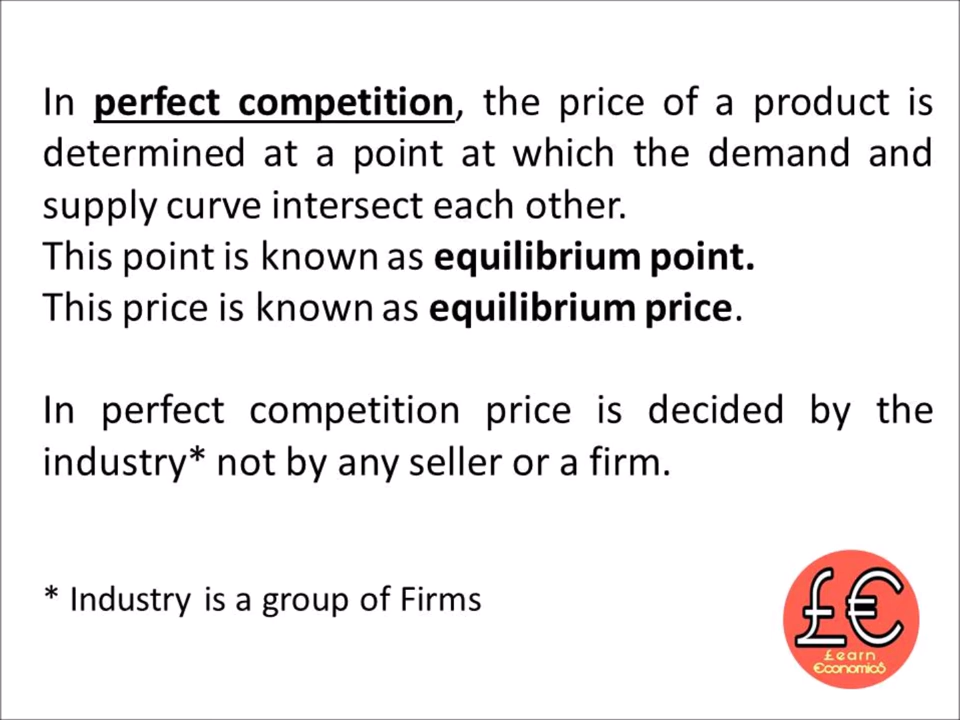 In perfect competition, the price of a product is
determined at a point at which the demand and
supply curve intersect each other.
This point is known as equilibrium point.
This price is known as equilibrium price.
In perfect competition price is decided by the
industry* not by any seller or a firm.
* Industry is a group of Firms
£€
£earn
€conomic$